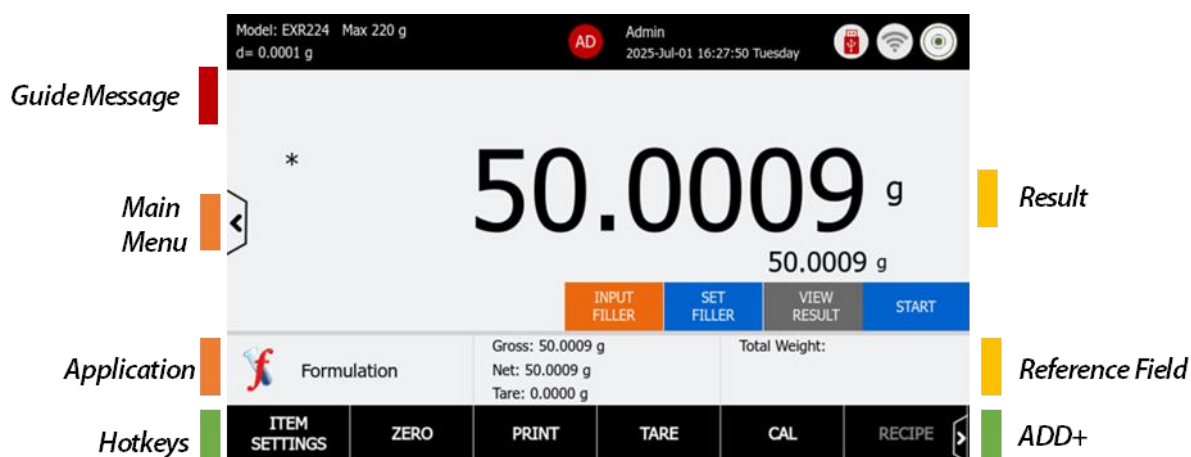 Model: EXR224 Max 220 g
d= 0.0001 g
AD
Admin
2025-Jul-01 16:27:50 Tuesday
Guide Message
*
50.0009 g
Result
Main
Menu
50.0009 g
INPUT
FILLER
SET
FILLER
VIEW
RESULT
START
Application
Formulation
Gross: 50.0009 g
Net: 50.0009 g
Tare: 0.0000 g
Total Weight:
Reference Field
Hotkeys
ITEM
SETTINGS
ZERO
PRINT
TARE
CAL
RECIPE
ADD+